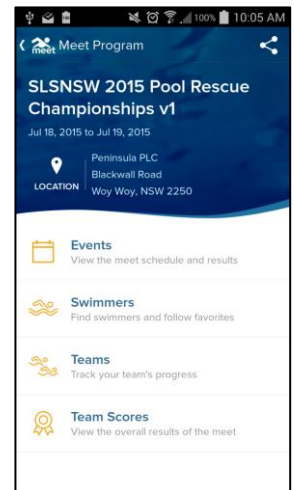 100% 10:05 AM
meet Meet Program
SLSNSW 2015 Pool Rescue
Championships v1
Jul 18, 2015 to Jul 19, 2015
Peninsula PLC
Blackwall Road
LOCATION
Woy Woy, NSW 2250
Events
View the meet schedule and results
Swimmers
Find swimmers and follow favorites
Teams
Track your team's progress
Team Scores
View the overall results of the meet